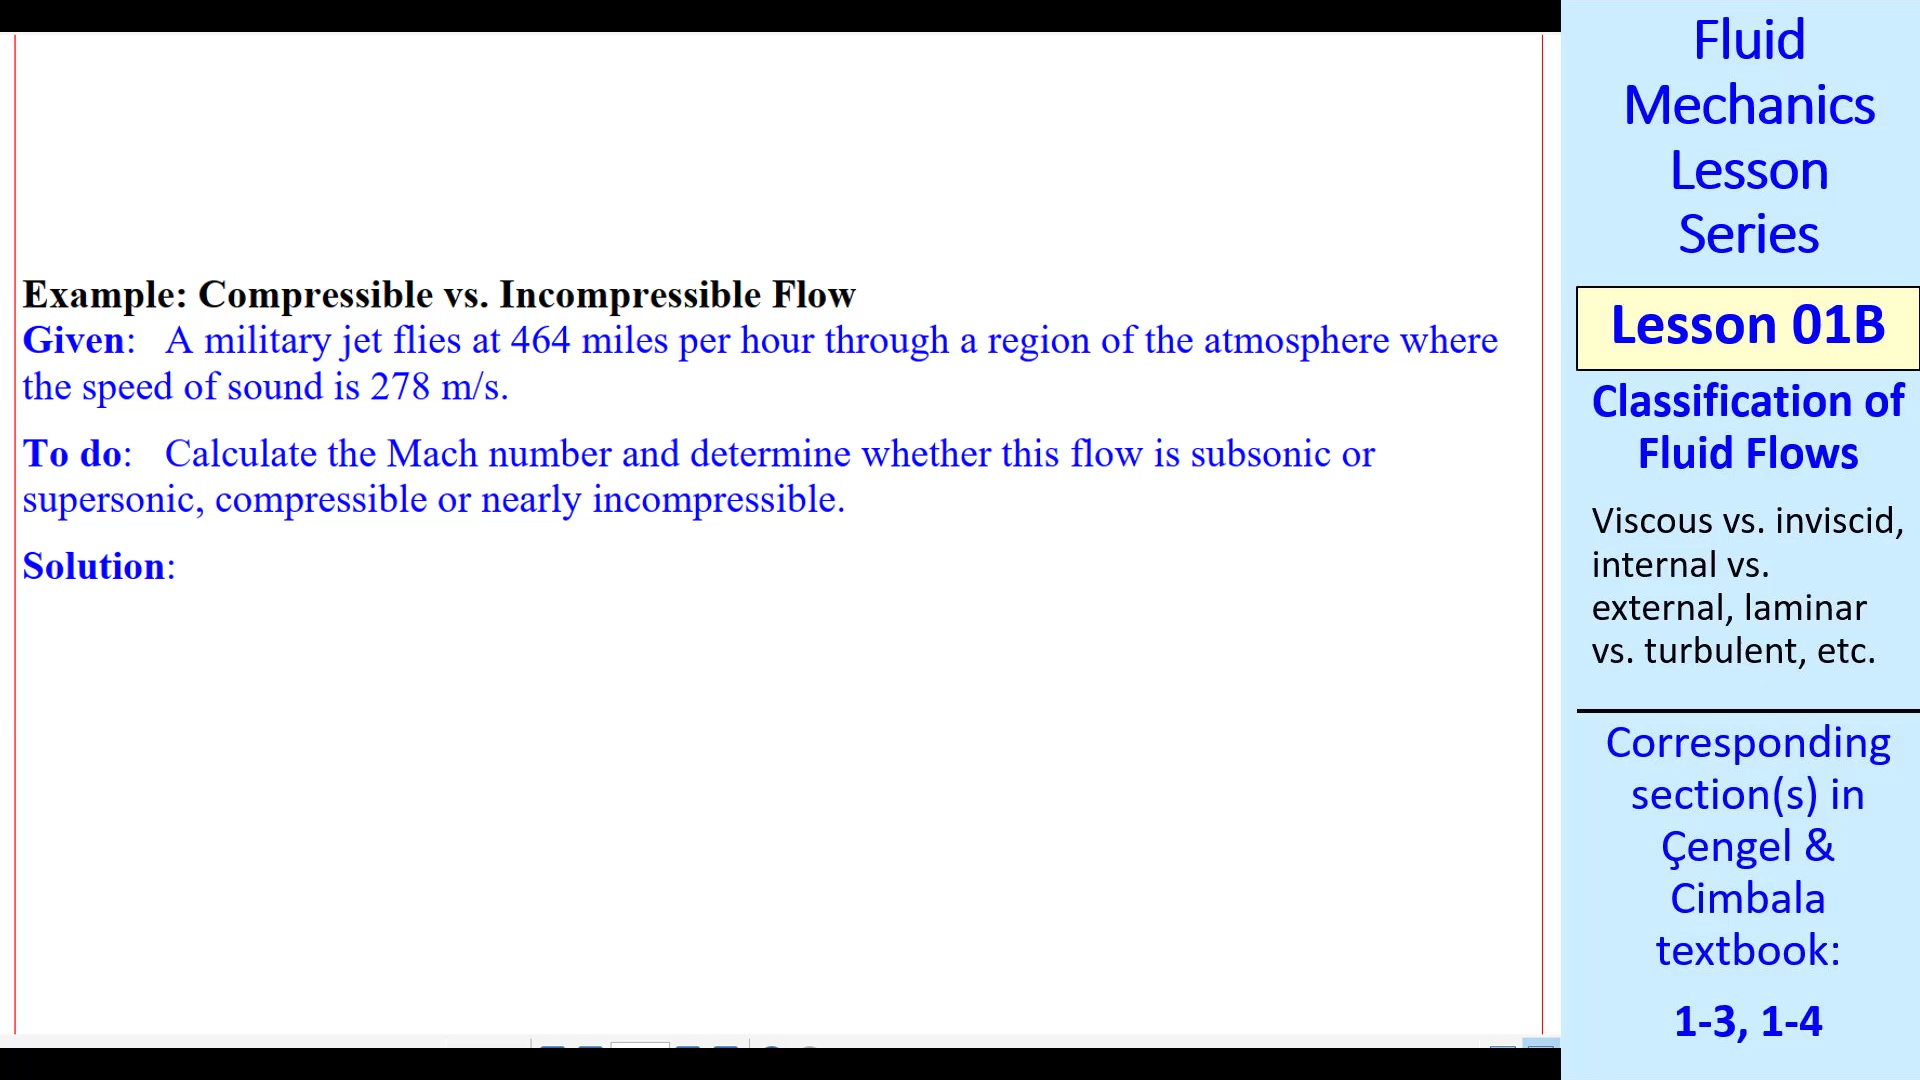 Example: Compressible vs. Incompressible Flow
Given: A military jet flies at 464 miles per hour through a region of the atmosphere where
the speed of sound is 278 m/s.
To do: Calculate the Mach number and determine whether this flow is subsonic or
supersonic, compressible or nearly incompressible.
Solution:
Fluid
Mechanics
Lesson
Series
Lesson 01B
Classification of
Fluid Flows
Viscous vs. inviscid,
internal vs.
external, laminar
vs. turbulent, etc.
Corresponding
section(s) in
Çengel &
Cimbala
textbook:
1-3, 1-4